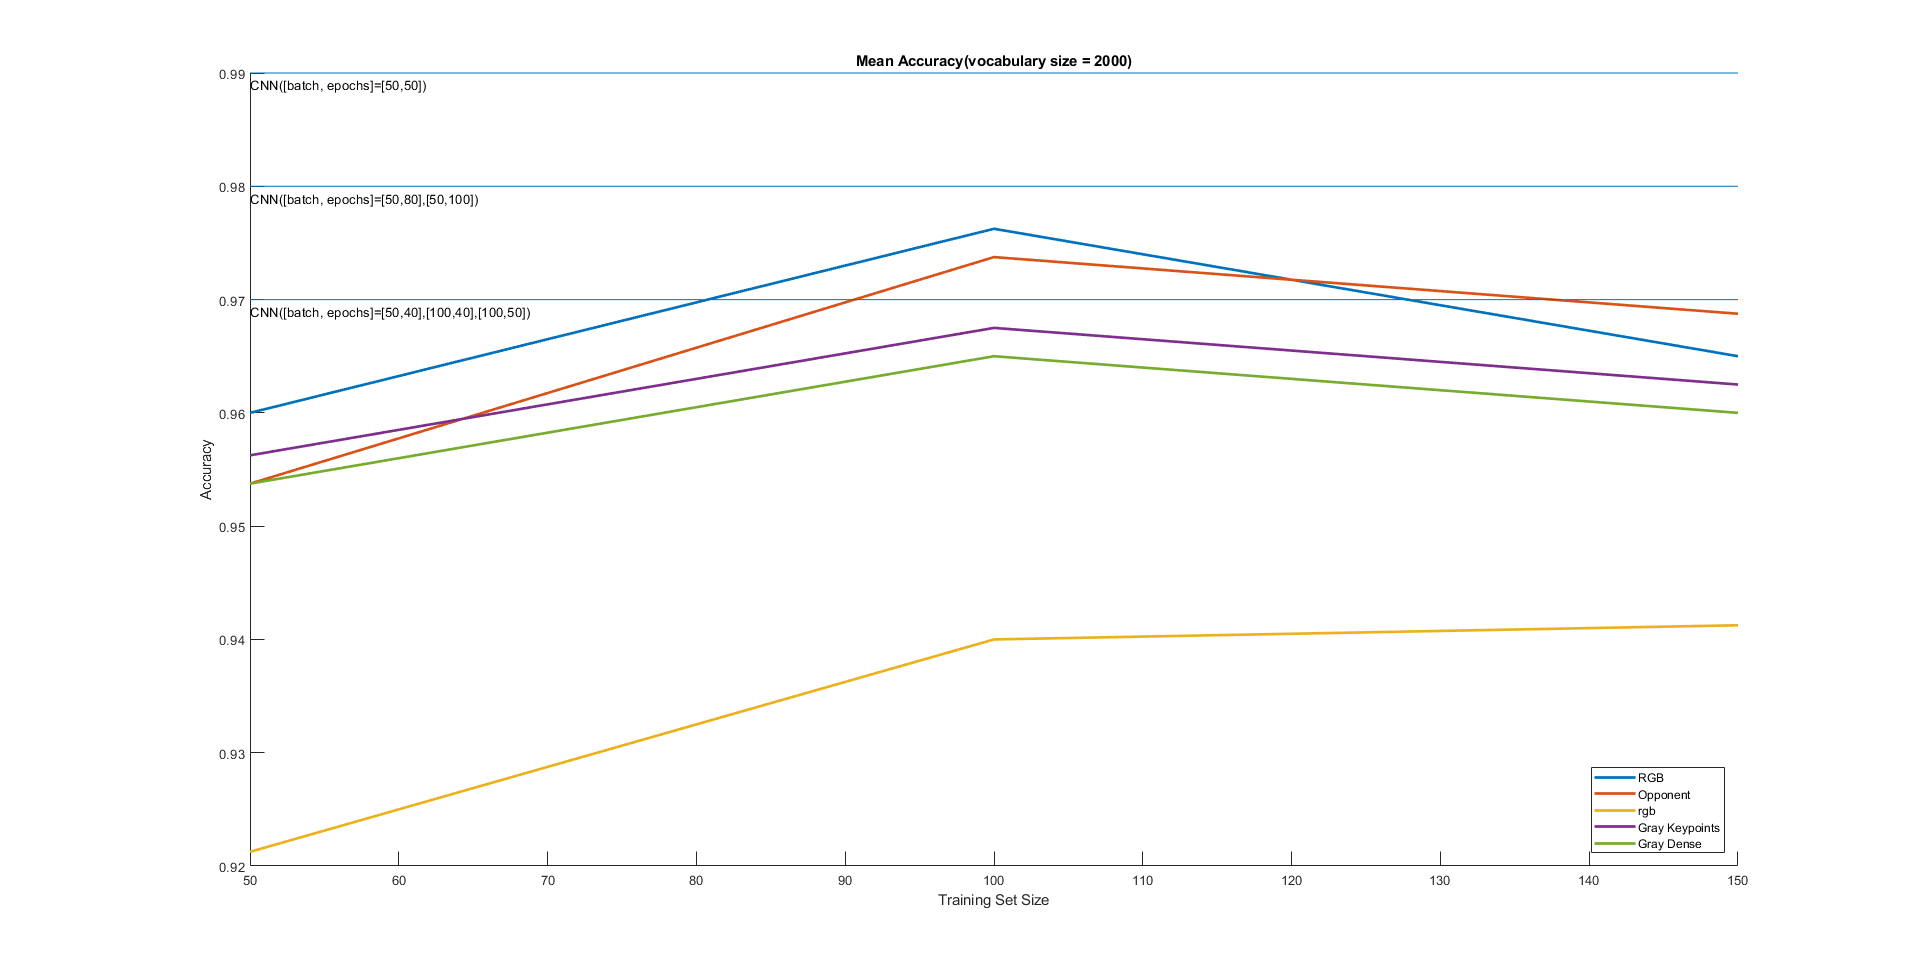 Mean Accuracy(vocabulary size = 2000)
0.99
CNN([batch, epochs]=[50,50])
0.98
CNN([batch, epochs]=[50,80],[50,100])
0.97
CNN([batch, epochs]=[50,40],[100,40],[100,50])
0.96
Accuracy
0.95
0.94
0.93
0.92
RGB
Opponent
rgb
Gray Keypoints
Gray Dense
50 60 70 80 90 100 110 120 130 140 150
Training Set Size